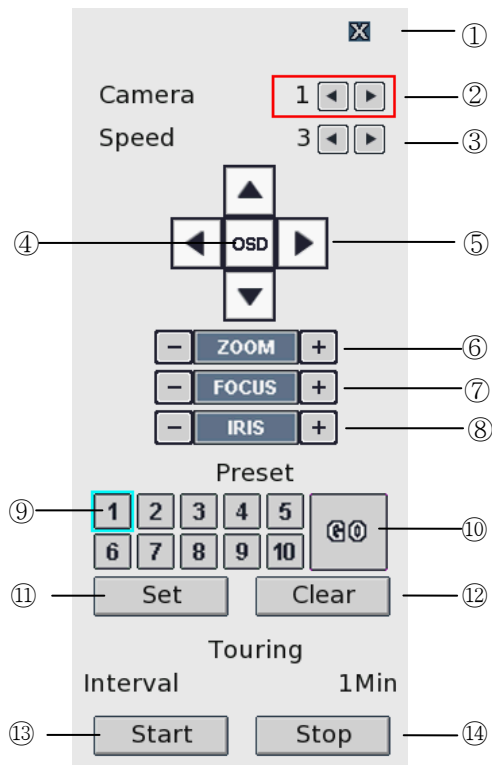 X ①
Camera 1 ②
Speed 3 ③
④ OSD ⑤
− ZOOM + ⑥
− FOCUS + ⑦
− IRIS + ⑧
Preset
⑨ 1 2 3 4 5
GO ⑩
6 7 8 9 10
⑪ Set Clear ⑫
Touring
Interval 1Min
⑬ Start Stop ⑭